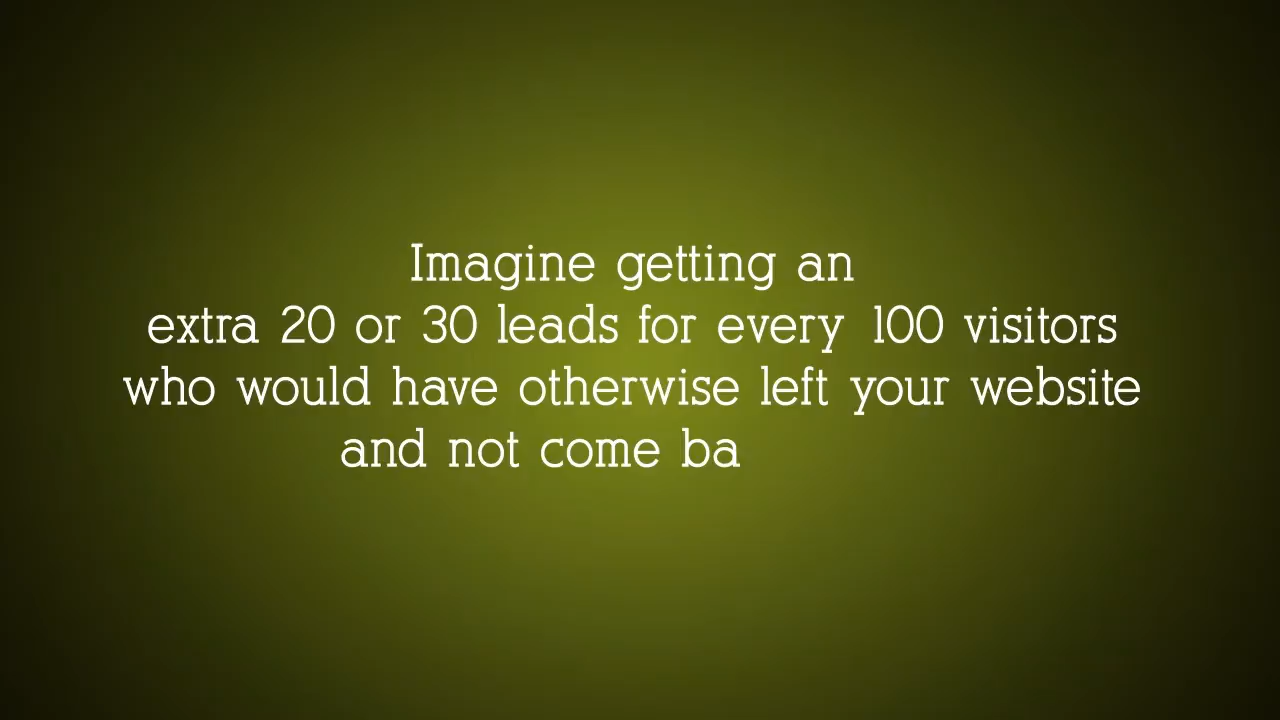 Imagine getting an
extra 20 or 30 leads for every 100 visitors
who would have otherwise left your website
and not come ba